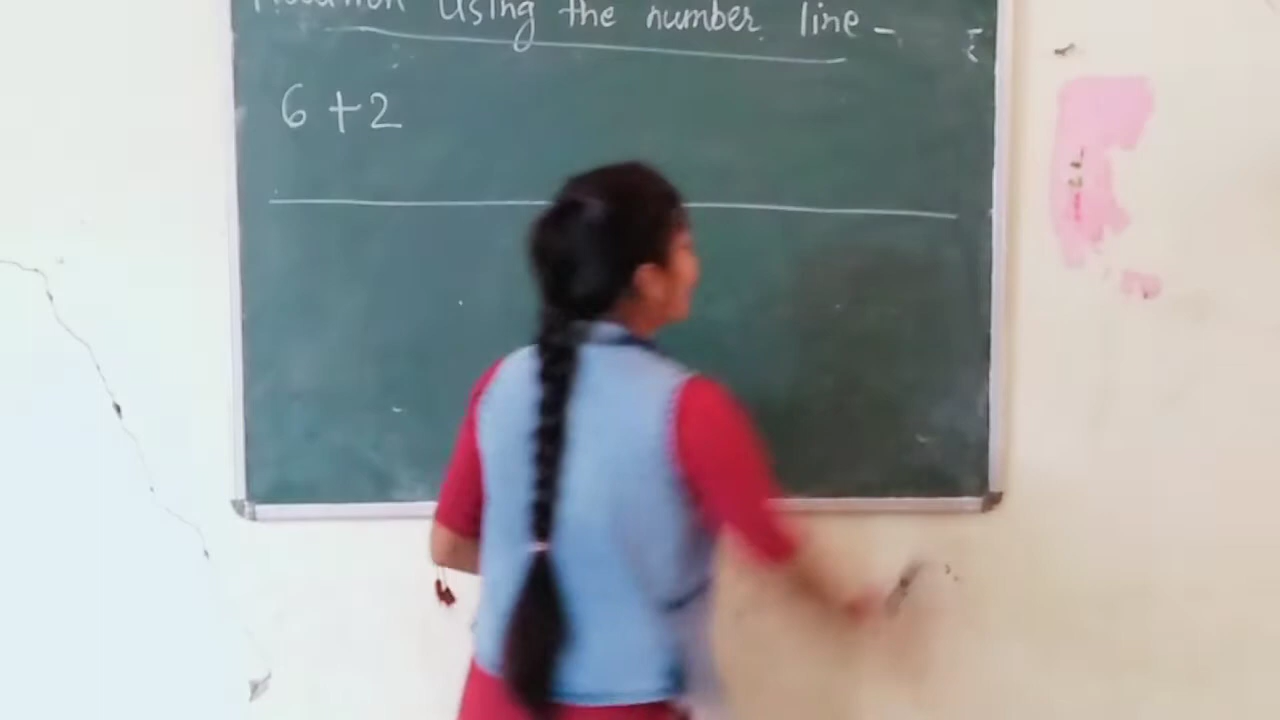 using the number line -
6 + 2